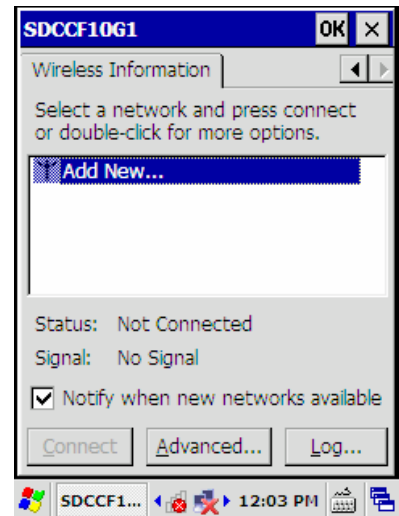 SDCCF10G1 OK ×
Wireless Information
Select a network and press connect
or double-click for more options.
Add New...
Status: Not Connected
Signal: No Signal
Notify when new networks available
Connect Advanced... Log...
SDCCF1... 12:03 PM